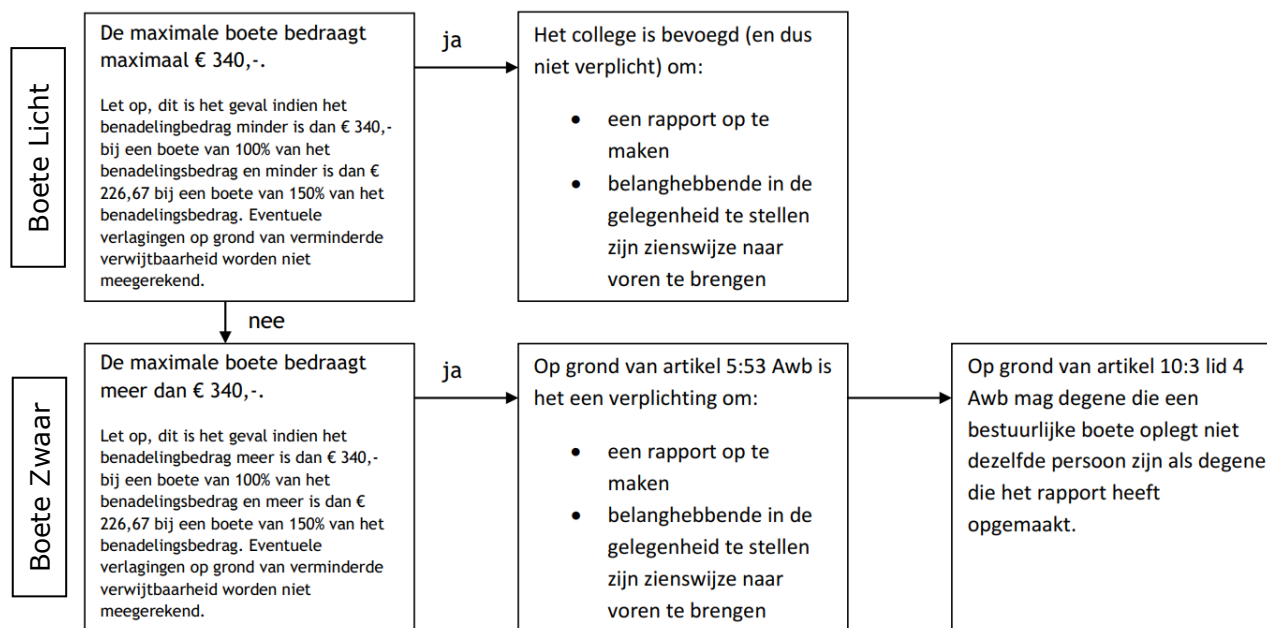 Boete Licht
De maximale boete bedraagt
maximaal € 340,-.
Let op, dit is het geval indien het
benadelingbedrag minder is dan € 340,-
bij een boete van 100% van het
benadelingsbedrag en minder is dan €
226,67 bij een boete van 150% van het
benadelingsbedrag. Eventuele
verlagingen op grond van verminderde
verwijtbaarheid worden niet
meegerekend.
ja
Het college is bevoegd (en dus
niet verplicht) om:
• een rapport op te
maken
• belanghebbende in de
gelegenheid te stellen
zijn zienswijze naar
voren te brengen
nee
Boete Zwaar
De maximale boete bedraagt
meer dan € 340,-.
Let op, dit is het geval indien het
benadelingbedrag meer is dan € 340,-
bij een boete van 100% van het
benadelingsbedrag en meer is dan €
226,67 bij een boete van 150% van het
benadelingsbedrag. Eventuele
verlagingen op grond van verminderde
verwijtbaarheid worden niet
meegerekend.
ja
Op grond van artikel 5:53 Awb is
het een verplichting om:
• een rapport op te
maken
• belanghebbende in de
gelegenheid te stellen
zijn zienswijze naar
voren te brengen
Op grond van artikel 10:3 lid 4
Awb mag degene die een
bestuurlijke boete oplegt niet
dezelfde persoon zijn als degene
die het rapport heeft
opgemaakt.